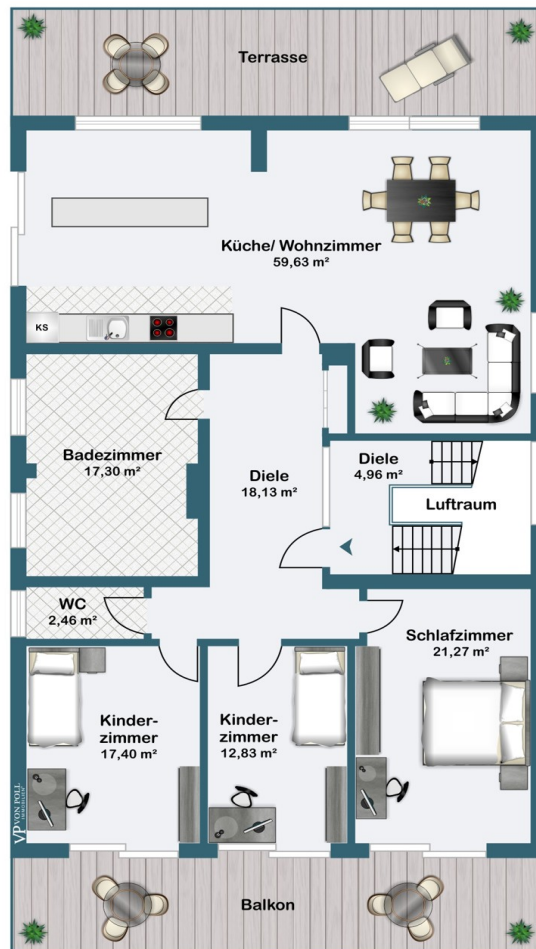 Terrasse
Küche/ Wohnzimmer
59,63 m²
KS
Badezimmer
17,30 m²
Diele
18,13 m²
Diele
4,96 m²
Luftraum
WC
2,46 m²
Schlafzimmer
21,27 m²
Kinder-
zimmer
17,40 m²
Kinder-
zimmer
12,83 m²
VP VON POLL
IMMOBILIEN
Balkon